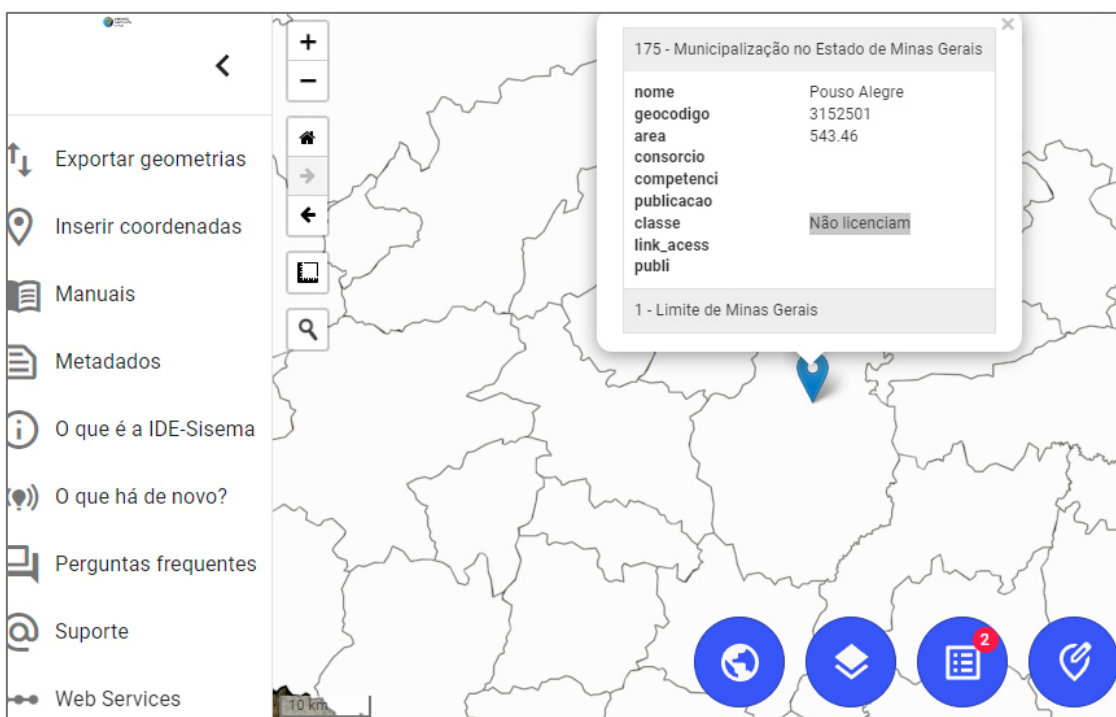 Exportar geometrias
Inserir coordenadas
Manuais
Metadados
O que é a IDE-Sisema
O que há de novo?
Perguntas frequentes
Suporte
Web Services
+
−
175 - Municipalização no Estado de Minas Gerais
nome Pouso Alegre
geocodigo 3152501
area 543.46
consorcio
competenci
publicacao
classe Não licenciam
link_acess
publi
1 - Limite de Minas Gerais
2
10 km